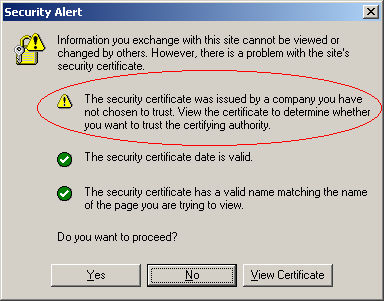 Security Alert
Information you exchange with this site cannot be viewed or
changed by others. However, there is a problem with the site's
security certificate.
The security certificate was issued by a company you have
not chosen to trust. View the certificate to determine whether
you want to trust the certifying authority.
The security certificate date is valid.
The security certificate has a valid name matching the name
of the page you are trying to view.
Do you want to proceed?
Yes
No
View Certificate